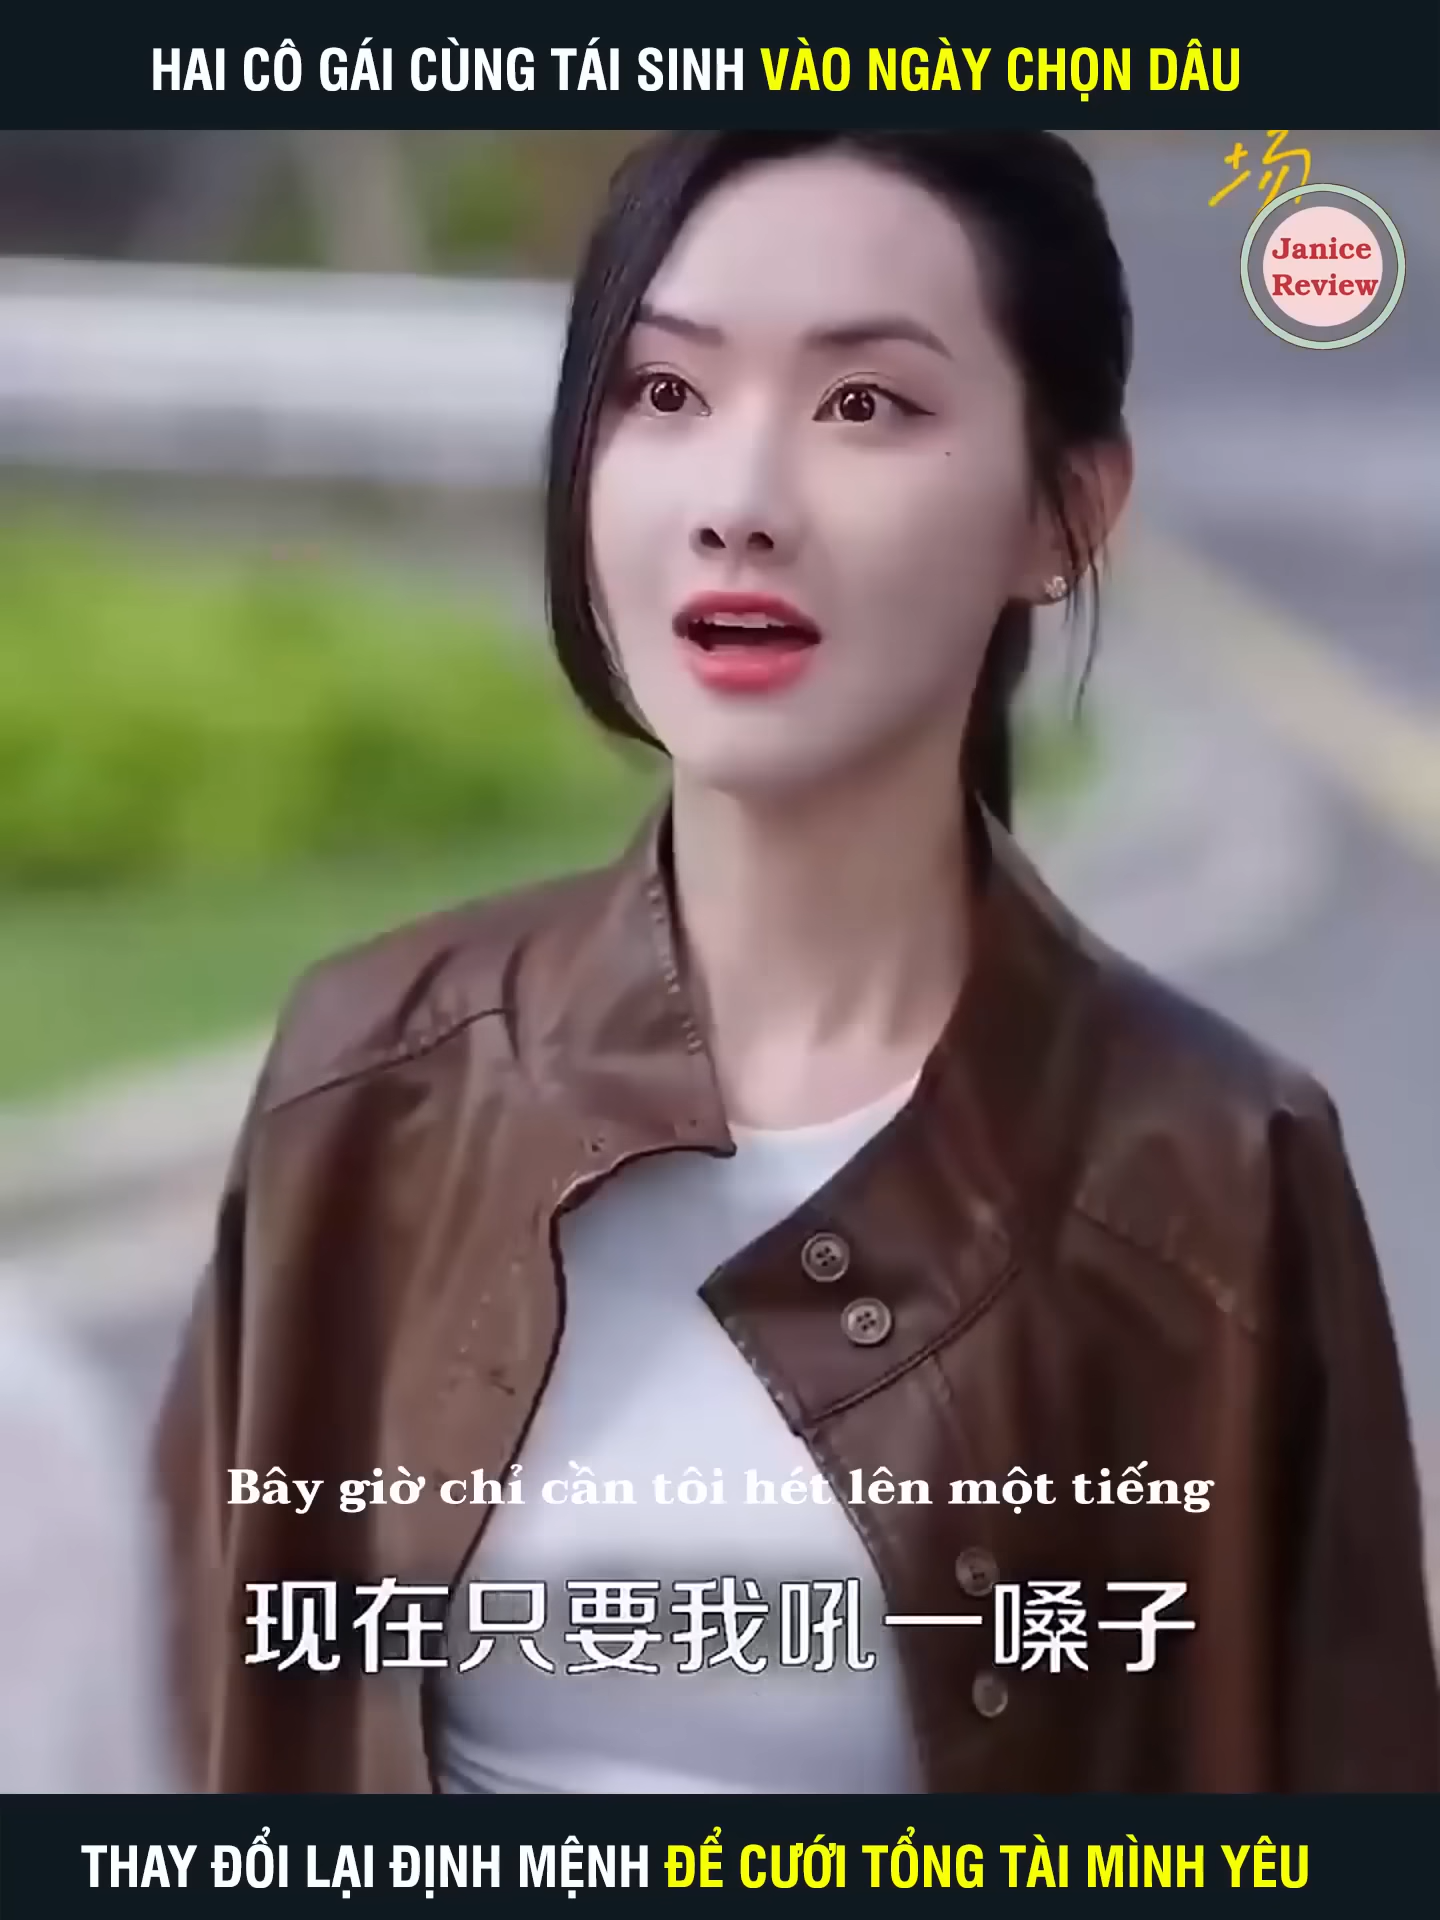 HAI CÔ GÁI CÙNG TÁI SINH VÀO NGÀY CHỌN DÂU
场
Janice
Review
Bây giờ chỉ cần tôi hét lên một tiếng
现在只要我吼一嗓子
THAY ĐỔI LẠI ĐỊNH MỆNH ĐỂ CƯỚI TỔNG TÀI MÌNH YÊU